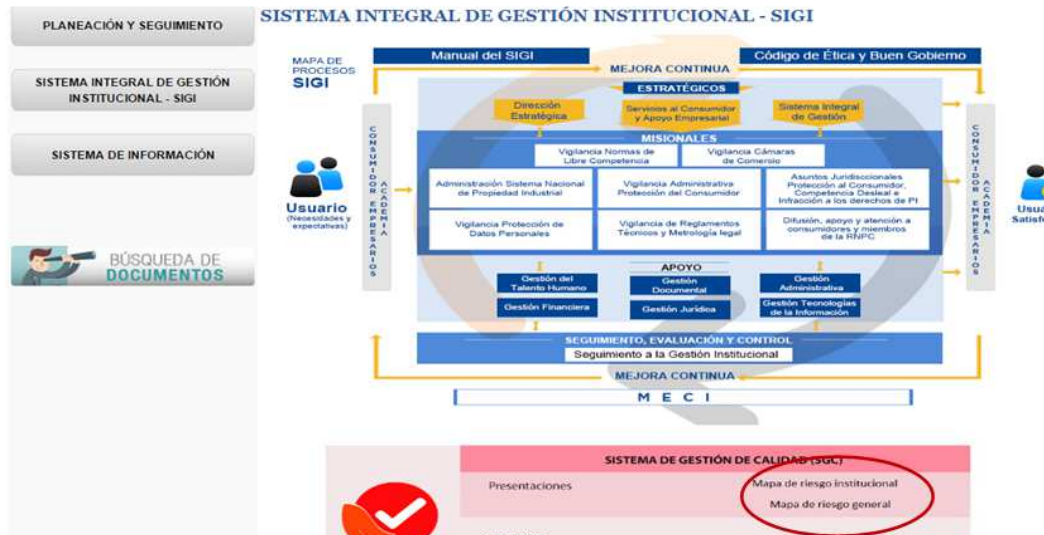 PLANEACIÓN Y SEGUIMIENTO
SISTEMA INTEGRAL DE GESTIÓN
INSTITUCIONAL - SIGI
SISTEMA DE INFORMACIÓN
BÚSQUEDA DE
DOCUMENTOS
SISTEMA INTEGRAL DE GESTIÓN INSTITUCIONAL - SIGI
MAPA DE
PROCESOS
SIGI
Manual del SIGI
Código de Ética y Buen Gobierno
MEJORA CONTINUA
ESTRATÉGICOS
Dirección
Estratégica
Servicios al Consumidor
y Apoyo Empresarial
Sistema Integral
de Gestión
MISIONALES
Vigilancia Normas de
Libre Competencia
Vigilancia Cámaras
de Comercio
Administración Sistema Nacional
de Propiedad Industrial
Vigilancia Administrativa
Protección del Consumidor
Asuntos Juridisccionales
Protección al Consumidor,
Competencia Desleal e
Infracción a los derechos de PI
Vigilancia Protección de
Datos Personales
Vigilancia de Reglamentos
Técnicos y Metrología legal
Difusión, apoyo y atención a
consumidores y miembros
de la RNPC
Usuario
(Necesidades y
expectativas)
CONSUMIDOR EMPRESARIOS
ACADEMIA
CONSUMIDOR EMPRESARIOS
ACADEMIA
APOYO
Gestión del
Talento Humano
Gestión
Documental
Gestión
Administrativa
Gestión Financiera
Gestión Jurídica
Gestión Tecnologías
de la Información
SEGUIMIENTO, EVALUACIÓN Y CONTROL
Seguimiento a la Gestión Institucional
MEJORA CONTINUA
MECI
SISTEMA DE GESTIÓN DE CALIDAD (SGC)
Presentaciones
Mapa de riesgo institucional
Mapa de riesgo general